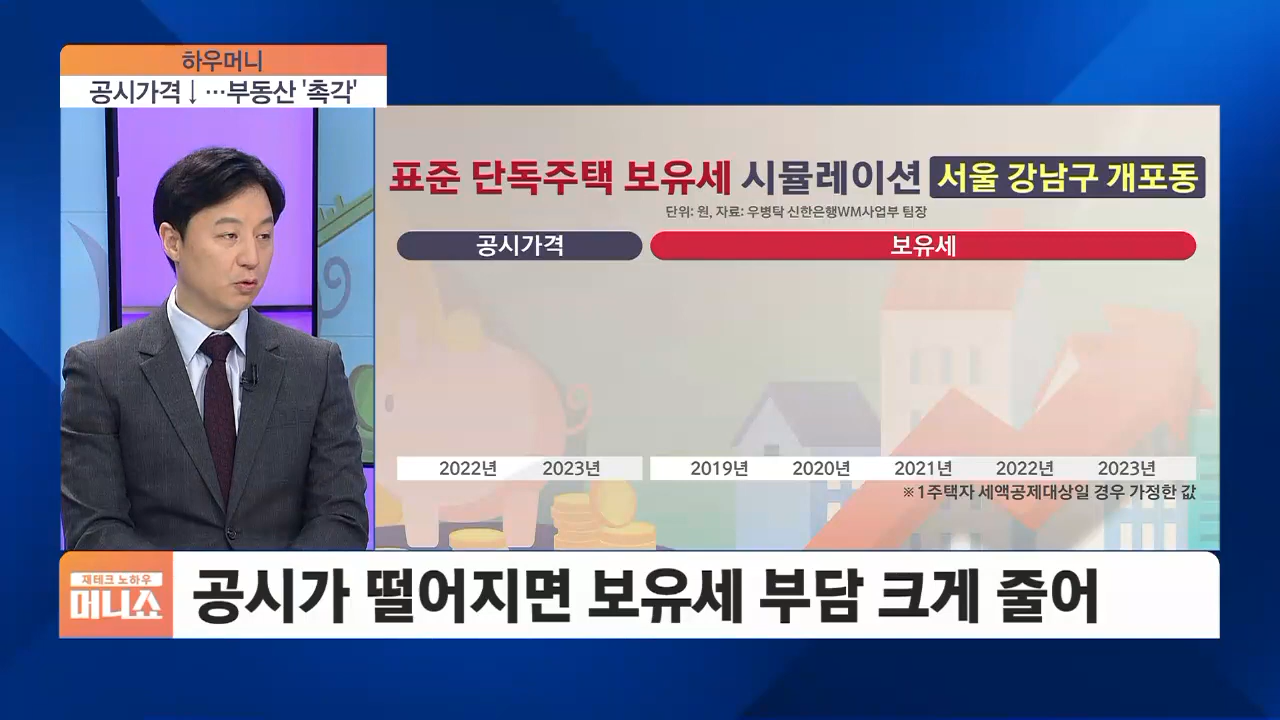 하우머니
공시가격↓…부동산 '촉각'
표준 단독주택 보유세 시뮬레이션 서울 강남구 개포동
단위: 원, 자료: 우병탁 신한은행WM사업부 팀장
공시가격 보유세
2022년 2023년 2019년 2020년 2021년 2022년 2023년
※1주택자 세액공제대상일 경우 가정한 값
재테크 노하우
머니쇼
공시가 떨어지면 보유세 부담 크게 줄어